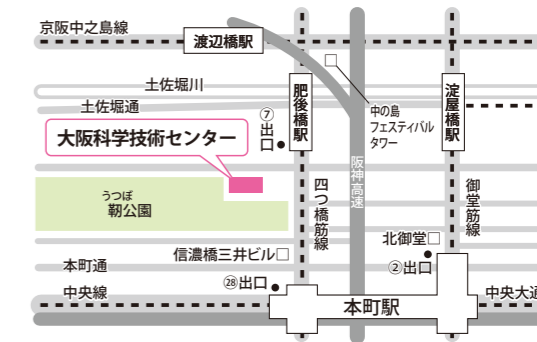 京阪中之島線
渡辺橋駅
土佐堀川
土佐堀通
肥後橋駅
淀屋橋駅
中の島
フェスティバル
タワー
⑦出口
大阪科学技術センター
阪神高速
うつぼ
靭公園
四つ橋筋線
御堂筋線
信濃橋三井ビル
北御堂
②出口
本町通
㉘出口
中央線
本町駅
中央大通